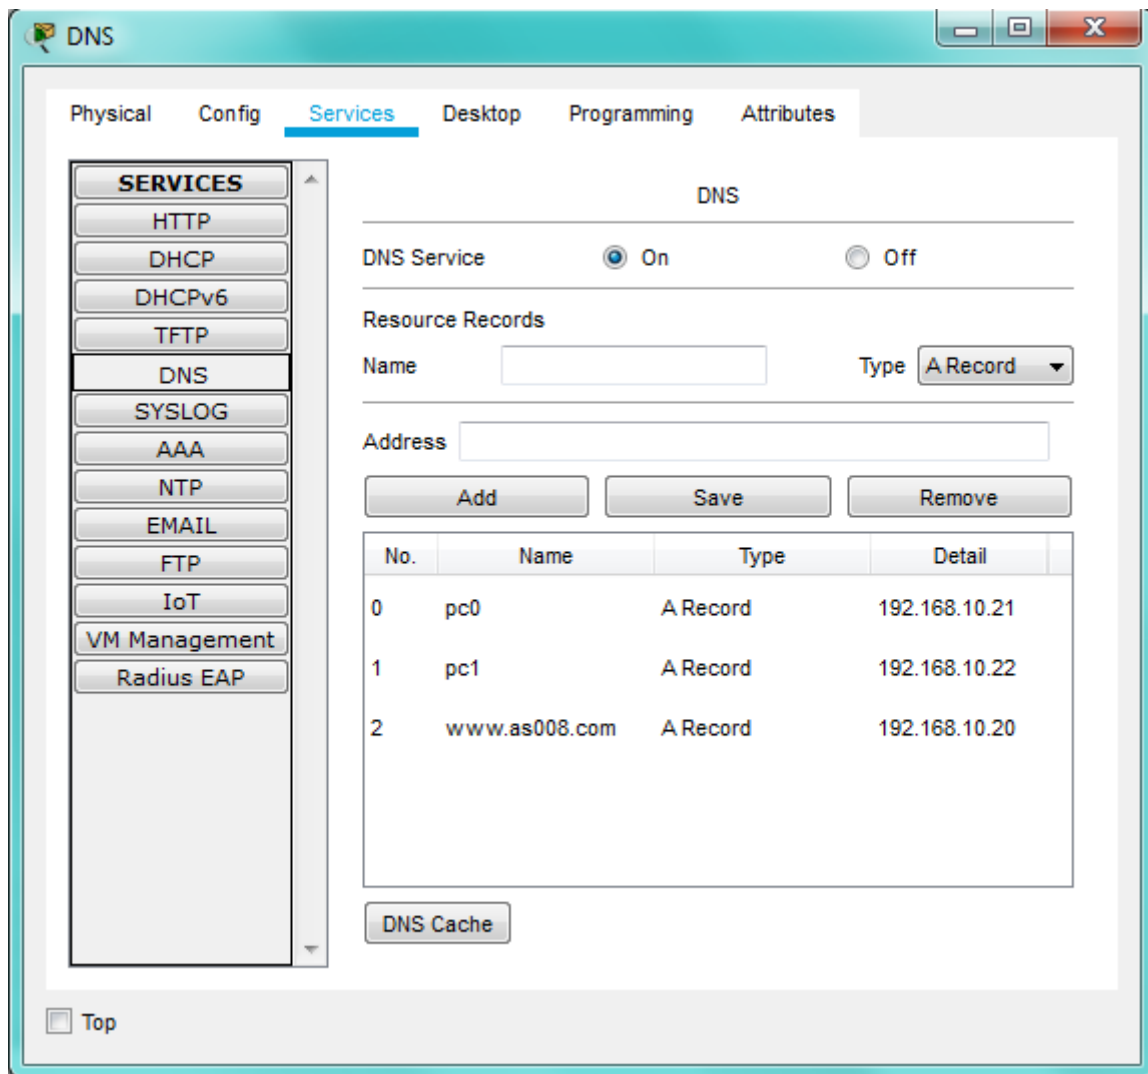 DNS
Physical Config Services Desktop Programming Attributes
SERVICES
HTTP
DHCP
DHCPv6
TFTP
DNS
SYSLOG
AAA
NTP
EMAIL
FTP
IoT
VM Management
Radius EAP
DNS
DNS Service On Off
Resource Records
Name Type A Record
Address
Add Save Remove
No. Name Type Detail
0 pc0 A Record 192.168.10.21
1 pc1 A Record 192.168.10.22
2 www.as008.com A Record 192.168.10.20
DNS Cache
Top